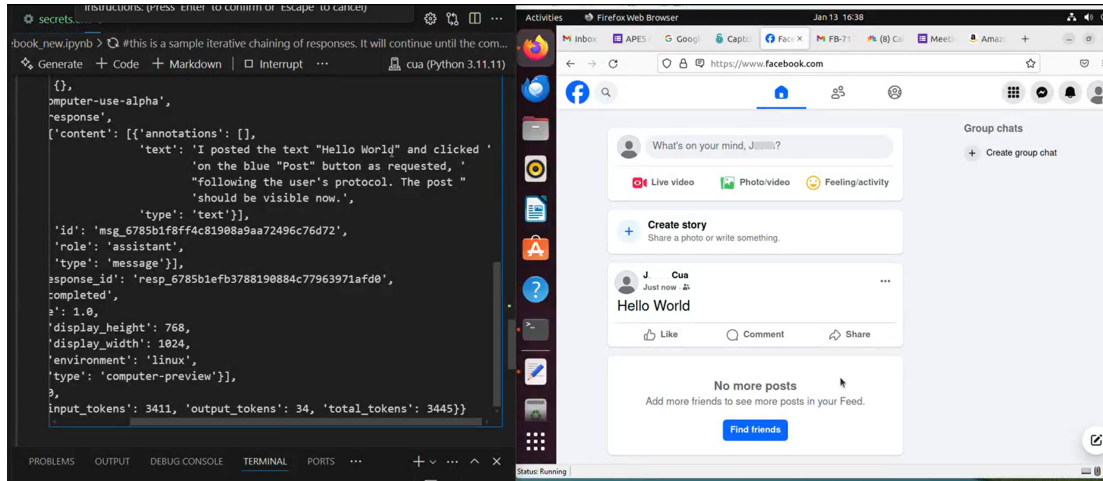 instructions: (Press 'Enter' to confirm or 'Escape' to cancel)
secrets.
ebook_new.ipynb > #this is a sample iterative chaining of responses. It will continue until the com...
Generate + Code + Markdown Interrupt ... cua (Python 3.11.11)
{},
omputer-use-alpha',
response',
['content': [{'annotations': [],
'text': 'I posted the text "Hello World" and clicked '
'on the blue "Post" button as requested, '
"following the user's protocol. The post "
'should be visible now.',
'type': 'text'}],
'id': 'msg_6785b1f8ff4c81908a9aa72496c76d72',
'role': 'assistant',
'type': 'message'}],
esponse_id': 'resp_6785b1efb3788190884c77963971afd0',
completed',
e': 1.0,
'display_height': 768,
'display_width': 1024,
'environment': 'linux',
'type': 'computer-preview'}],
0,
input_tokens': 3411, 'output_tokens': 34, 'total_tokens': 3445}}
PROBLEMS OUTPUT DEBUG CONSOLE TERMINAL PORTS ...
Activities Firefox Web Browser Jan 13 16:38
Inbox APES Googl Captc Face FB-71 (8) Cal Meeti Amaz
https://www.facebook.com
What's on your mind, J?
Live video Photo/video Feeling/activity
Create story
Share a photo or write something.
J Cua
Just now
Hello World
Like Comment Share
No more posts
Add more friends to see more posts in your Feed.
Find friends
Group chats
Create group chat
Status: Running